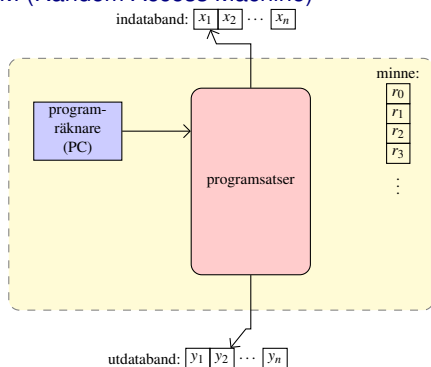 (Random Access Machine)
indataband: x1 x2 ⋯ xn
minne:
r0
r1
r2
r3
⋮
program-
räknare
(PC)
programsatser
utdataband: y1 y2 ⋯ yn